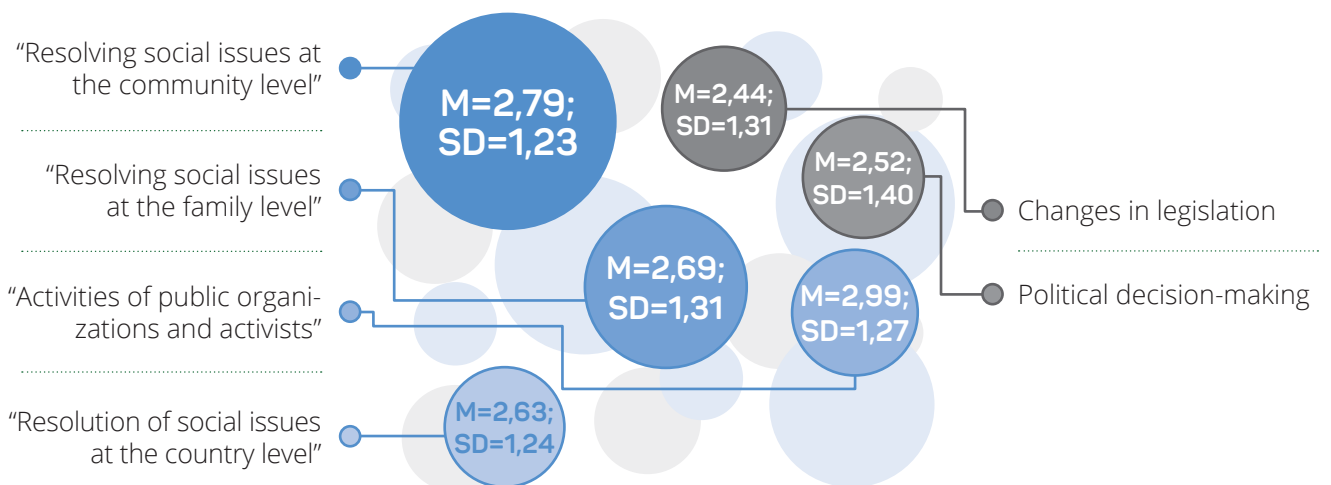 “Resolving social issues at
the community level”
“Resolving social issues
at the family level”
“Activities of public organi-
zations and activists”
“Resolution of social issues
at the country level”
M=2,79;
SD=1,23
M=2,69;
SD=1,31
M=2,99;
SD=1,27
M=2,63;
SD=1,24
M=2,44;
SD=1,31
M=2,52;
SD=1,40
Changes in legislation
Political decision-making